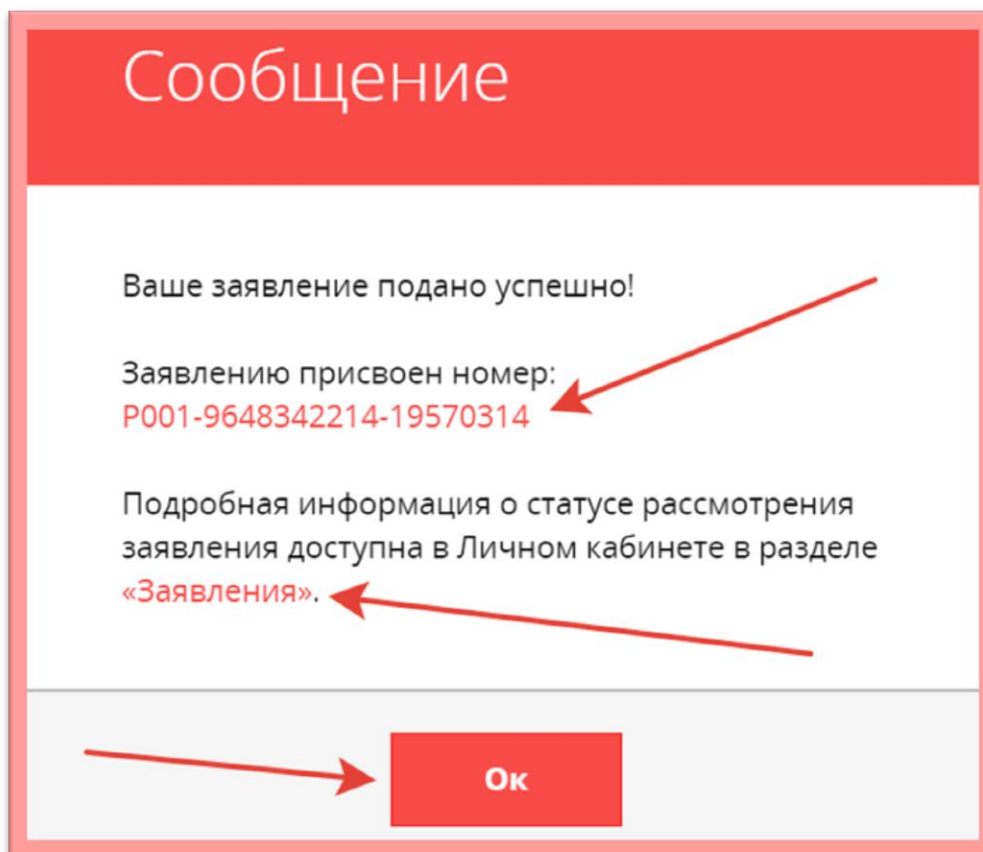 Сообщение
Ваше заявление подано успешно!
Заявлению присвоен номер:
P001-9648342214-19570314
Подробная информация о статусе рассмотрения
заявления доступна в Личном кабинете в разделе
«Заявления».
Ок